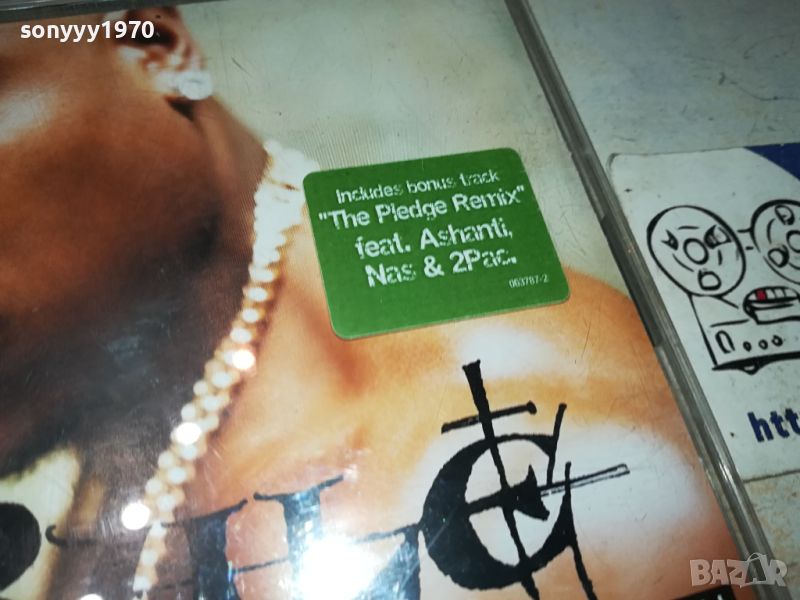 sonyyy1970
Includes bonus track
"The Pledge Remix"
feat. Ashanti,
Nas & 2Pac.
063787-2
htt
BAZAR